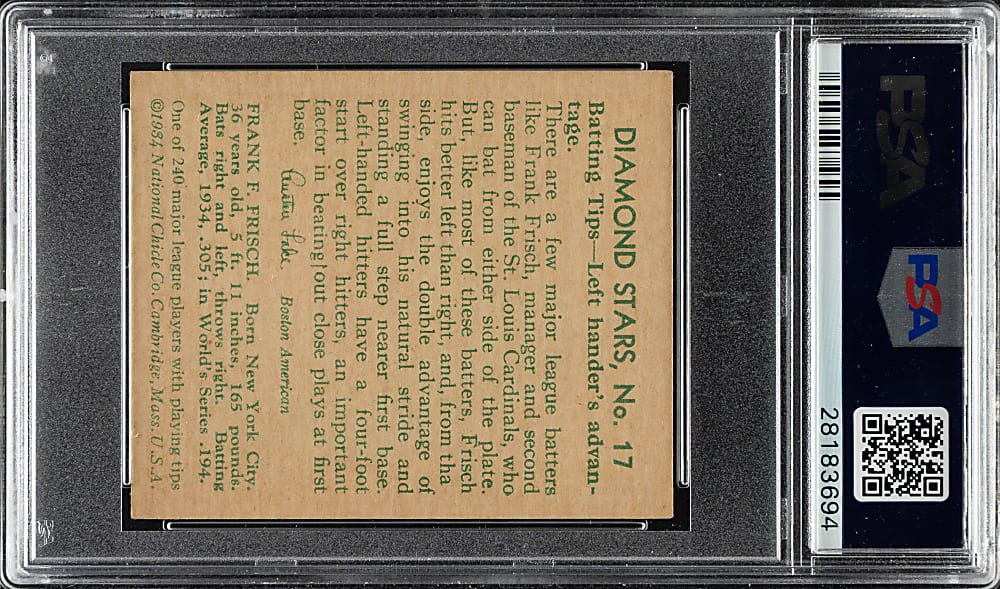 PSA
PSA
28183694
DIAMOND STARS, No. 17
Batting Tips—Left hander's advan-
tage.
There are a few major league batters
like Frank Frisch, manager and second
baseman of the St. Louis Cardinals, who
can bat from either side of the plate.
But, like most of these batters, Frisch
hits better left than right, and, from tha
side, enjoys the double advantage of
swinging into his natural stride and
standing a full step nearer first base.
Left-handed hitters have a four-foot
start over right hitters, an important
factor in beating out close plays at first
base.
Austen Lake Boston American
FRANK F. FRISCH. Born New York City.
36 years old, 5 ft. 11 inches, 165 pounds.
Bats right and left, throws right. Batting
Average, 1934, .305; in World's Series .194.
One of 240 major league players with playing tips
©1934 National Chicle Co. Cambridge, Mass. U.S.A.